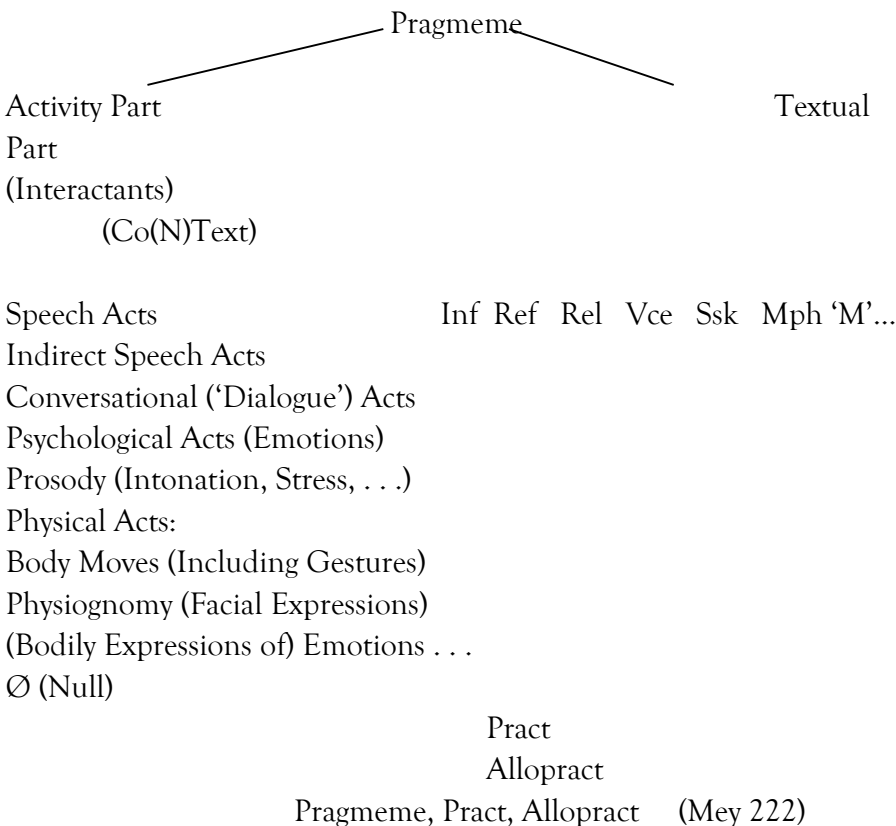 Pragmeme
Activity Part Textual
Part
(Interactants)
(Co(N)Text)
Speech Acts Inf Ref Rel Vce Ssk Mph ‘M’...
Indirect Speech Acts
Conversational (‘Dialogue’) Acts
Psychological Acts (Emotions)
Prosody (Intonation, Stress, . . .)
Physical Acts:
Body Moves (Including Gestures)
Physiognomy (Facial Expressions)
(Bodily Expressions of) Emotions . . .
Ø (Null)
Pract
Allopract
Pragmeme, Pract, Allopract (Mey 222)